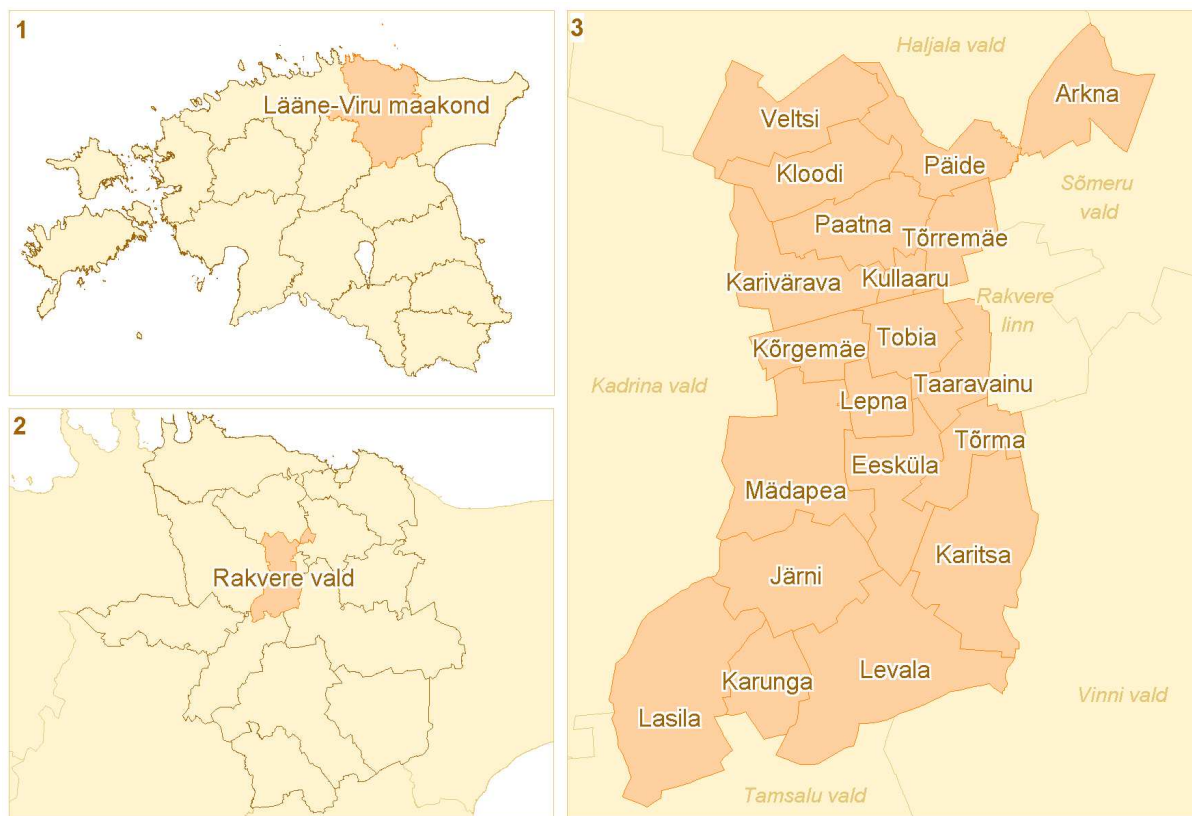 1
Lääne-Viru maakond
2
Rakvere vald
3
Haljala vald
Arkna
Veltsi
Kloodi
Päide
Sõmeru
vald
Paatna
Tõrremäe
Karivärava
Kullaaru
Rakvere
linn
Kõrgemäe
Tobia
Kadrina vald
Taaravainu
Lepna
Tõrma
Eesküla
Mädapea
Karitsa
Järni
Levala
Karunga
Vinni vald
Lasila
Tamsalu vald